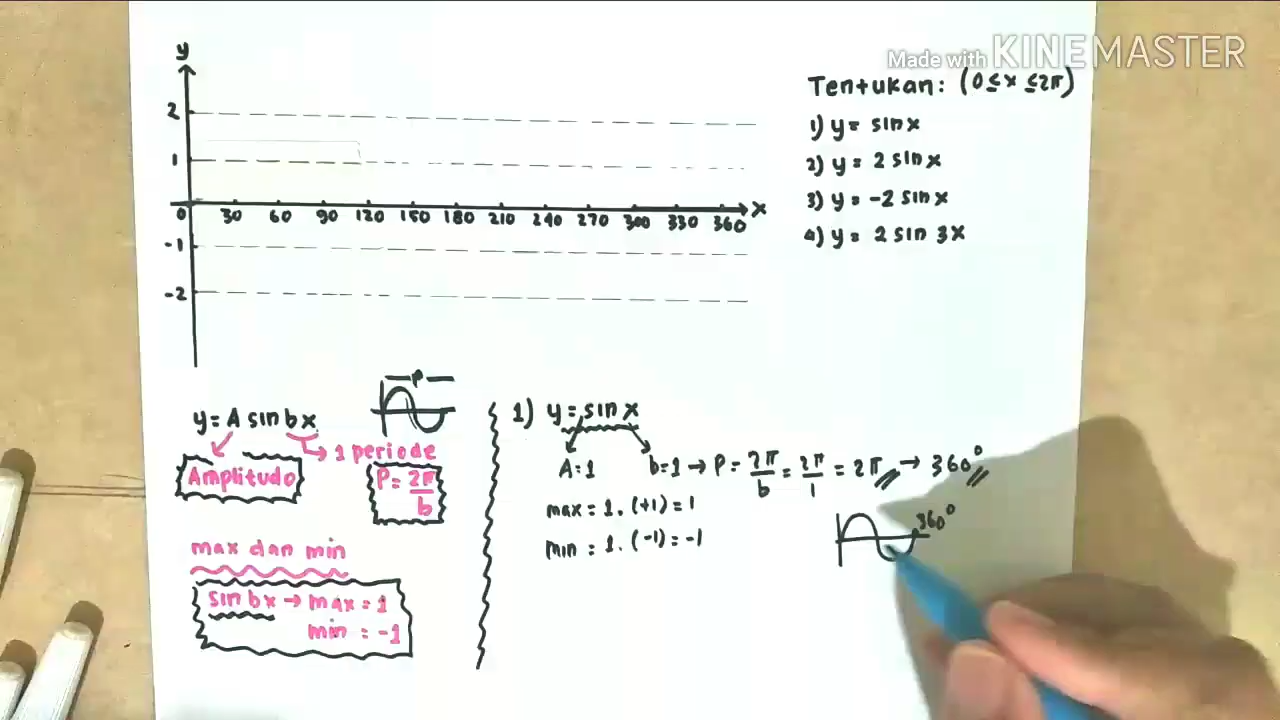 Made with KINEMASTER
y
2
1
0 30 60 90 120 150 180 210 240 270 300 330 360 x
-1
-2
Tentukan: (0≤x≤2π)
1) y = sin x
2) y = 2 sin x
3) y = -2 sin x
4) y = 2 sin 3x
P
y = A sin bx
1 periode
Amplitudo
P = 2π/b
max dan min
sin bx → max = 1
min = -1
1) y = sin x
A = 1
b = 1 → P = 2π/b = 2π/1 = 2π → 360°
max = 1. (+1) = 1
min = 1. (-1) = -1
360°